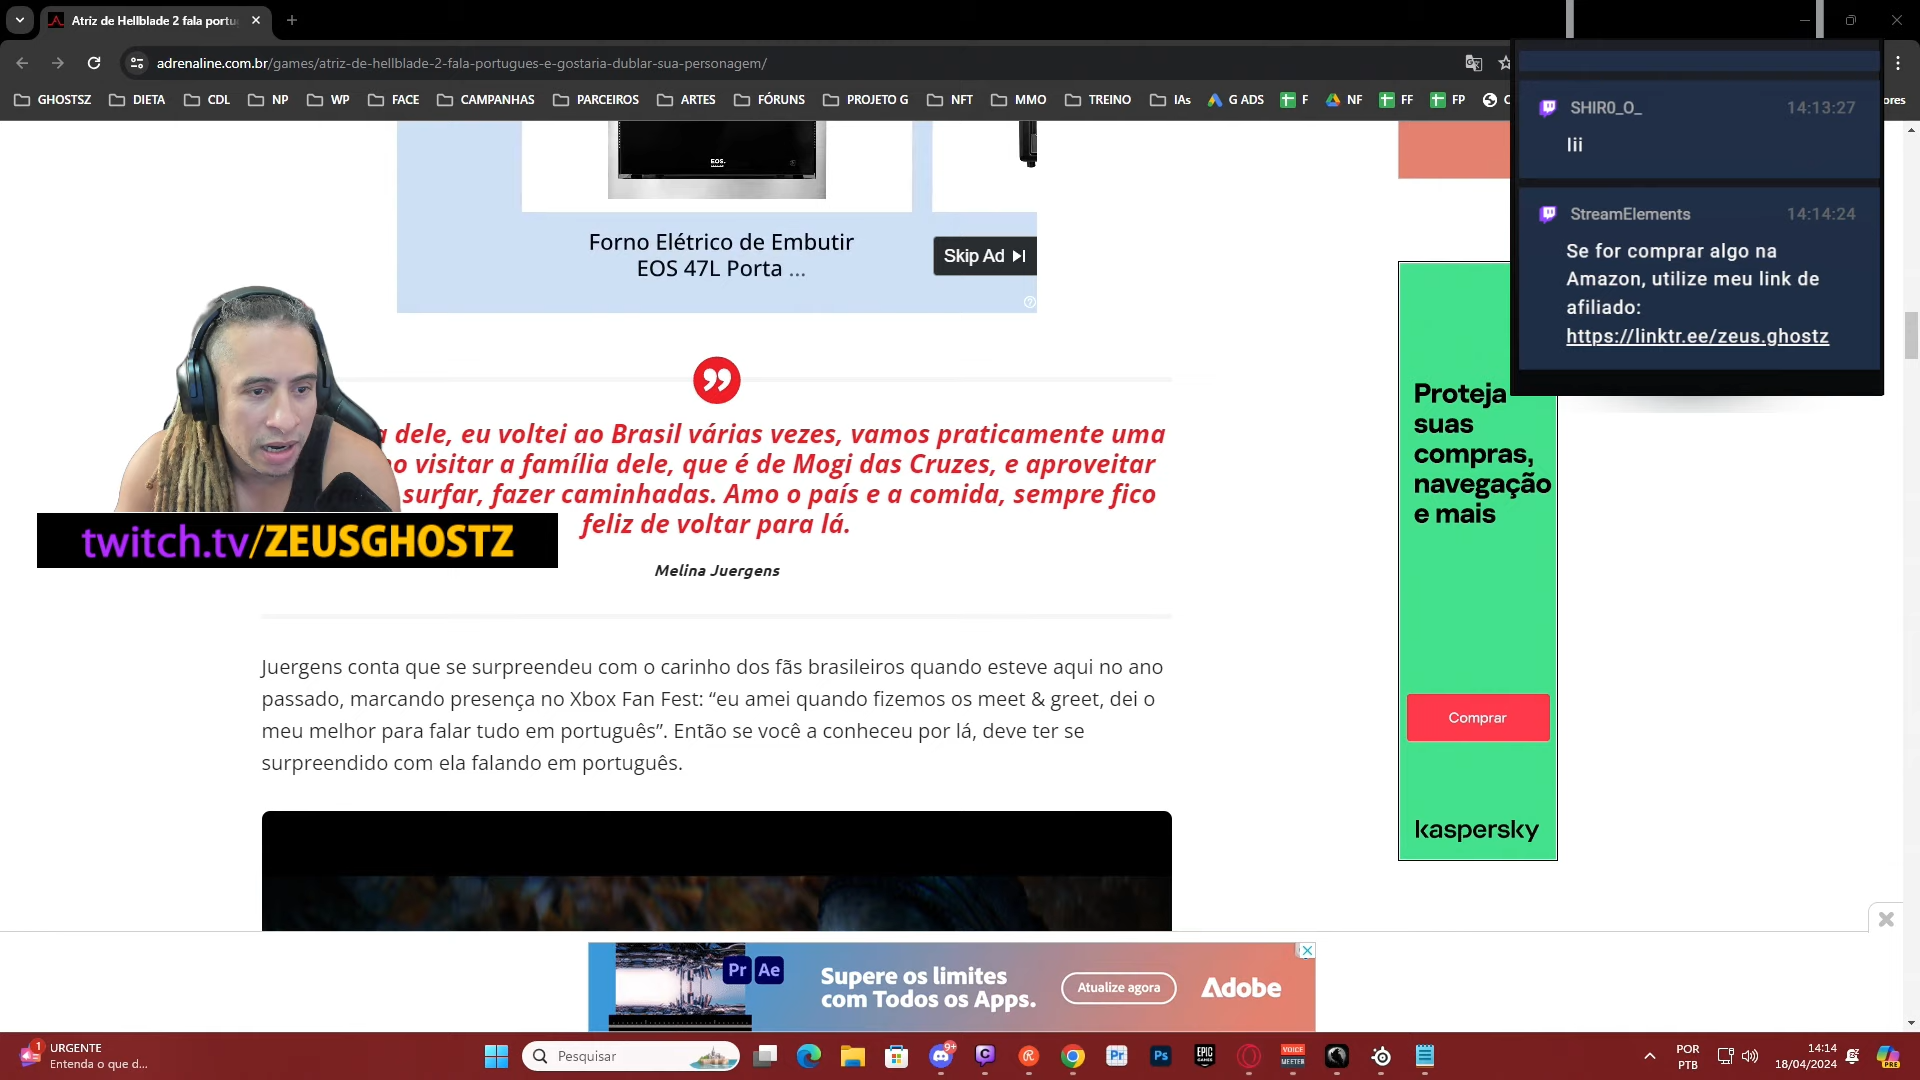 Atriz de Hellblade 2 fala portu
adrenaline.com.br/games/atriz-de-hellblade-2-fala-portugues-e-gostaria-dublar-sua-personagem/
GHOSTSZ DIETA CDL NP WP FACE CAMPANHAS PARCEIROS ARTES FÓRUNS PROJETO G NFT MMO TREINO IAs G ADS F NF FF FP
SHIR0_O_ 14:13:27
Iii
StreamElements 14:14:24
Se for comprar algo na
Amazon, utilize meu link de
afiliado:
https://linktr.ee/zeus.ghostz
EOS
Forno Elétrico de Embutir
EOS 47L Porta ...
Skip Ad
dele, eu voltei ao Brasil várias vezes, vamos praticamente uma
visitar a família dele, que é de Mogi das Cruzes, e aproveitar
surfar, fazer caminhadas. Amo o país e a comida, sempre fico
feliz de voltar para lá.
Melina Juergens
twitch.tv/ZEUSGHOSTZ
Juergens conta que se surpreendeu com o carinho dos fãs brasileiros quando esteve aqui no ano
passado, marcando presença no Xbox Fan Fest: “eu amei quando fizemos os meet & greet, dei o
meu melhor para falar tudo em português”. Então se você a conheceu por lá, deve ter se
surpreendido com ela falando em português.
Proteja
suas
compras,
navegação
e mais
Comprar
kaspersky
Pr Ae
Supere os limites
com Todos os Apps.
Atualize agora
Adobe
1
URGENTE
Entenda o que d...
Pesquisar
9+
Pr
Ps
EPIC
GAMES
VOICE
MEETER
POR
PTB
14:14
18/04/2024
PRE